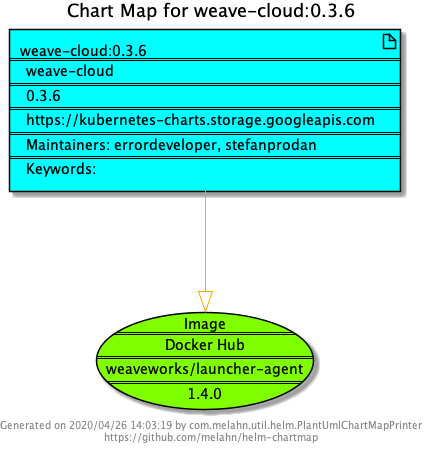 Chart Map for weave-cloud:0.3.6
weave-cloud:0.3.6
weave-cloud
0.3.6
https://kubernetes-charts.storage.googleapis.com
Maintainers: errordeveloper, stefanprodan
Keywords:
Image
Docker Hub
weaveworks/launcher-agent
1.4.0
Generated on 2020/04/26 14:03:19 by com.melahn.util.helm.PlantUmlChartMapPrinter
https://github.com/melahn/helm-chartmap